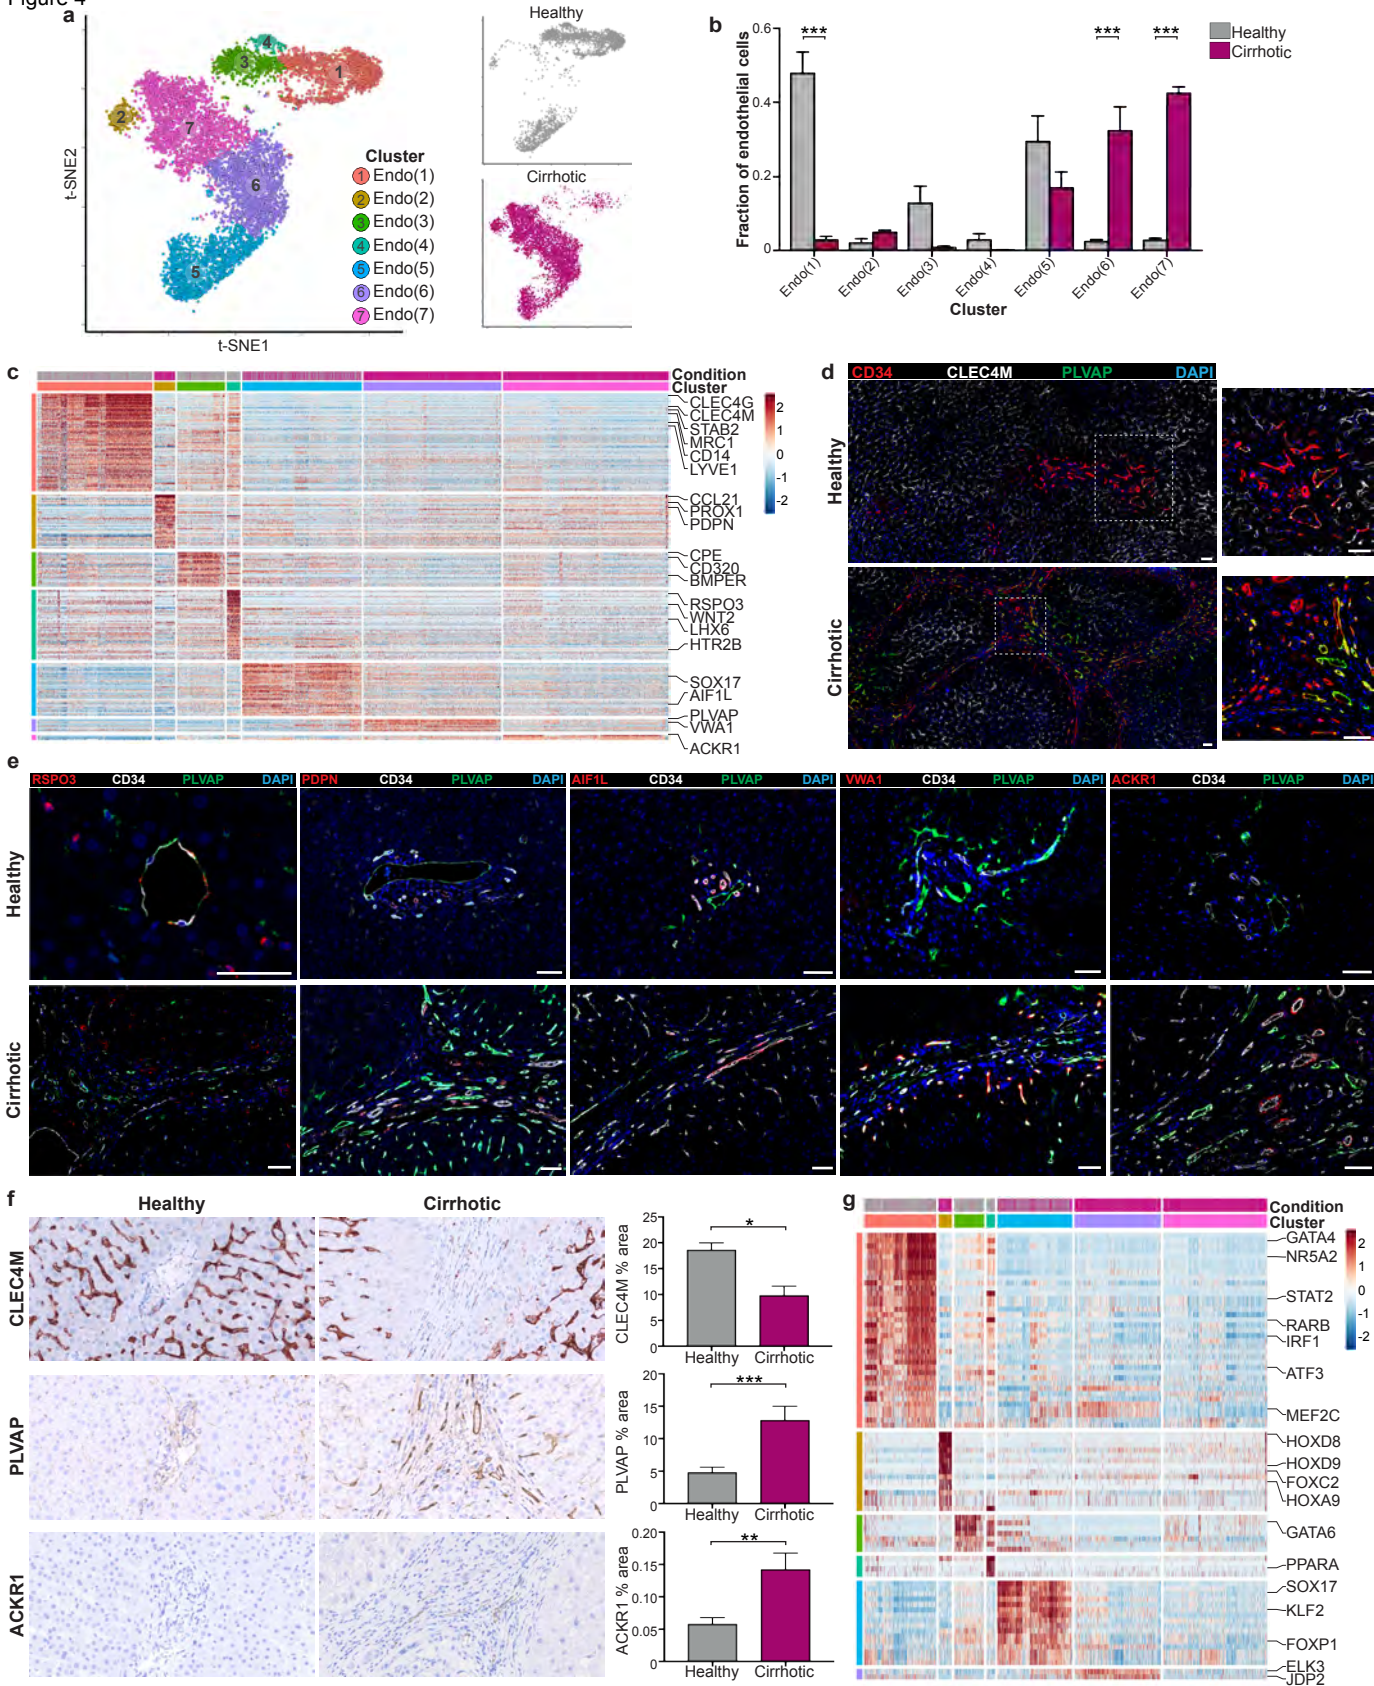 Figure 4
a
t-SNE2
t-SNE1
1
2
3
4
5
6
7
Cluster
1 Endo(1)
2 Endo(2)
3 Endo(3)
4 Endo(4)
5 Endo(5)
6 Endo(6)
7 Endo(7)
Healthy
Cirrhotic
b
Fraction of endothelial cells
0.6
0.4
0.2
0
*** *** ***
Healthy
Cirrhotic
Endo(1) Endo(2) Endo(3) Endo(4) Endo(5) Endo(6) Endo(7)
Cluster
c
Condition
Cluster
CLEC4G
CLEC4M
STAB2
MRC1
CD14
LYVE1
CCL21
PROX1
PDPN
CPE
CD320
BMPER
RSPO3
WNT2
LHX6
HTR2B
SOX17
AIF1L
PLVAP
VWA1
ACKR1
2
1
0
-1
-2
d
CD34 CLEC4M PLVAP DAPI
Healthy
Cirrhotic
e
RSPO3 CD34 PLVAP DAPI
PDPN CD34 PLVAP DAPI
AIF1L CD34 PLVAP DAPI
VWA1 CD34 PLVAP DAPI
ACKR1 CD34 PLVAP DAPI
Healthy
Cirrhotic
f
Healthy Cirrhotic
CLEC4M
PLVAP
ACKR1
CLEC4M % area
25
20
15
10
5
0
*
Healthy Cirrhotic
PLVAP % area
20
15
10
5
0
***
Healthy Cirrhotic
ACKR1 % area
0.20
0.15
0.10
0.05
0
**
Healthy Cirrhotic
g
Condition
Cluster
GATA4
NR5A2
STAT2
RARB
IRF1
ATF3
MEF2C
HOXD8
HOXD9
FOXC2
HOXA9
GATA6
PPARA
SOX17
KLF2
FOXP1
ELK3
JDP2
2
1
0
-1
-2